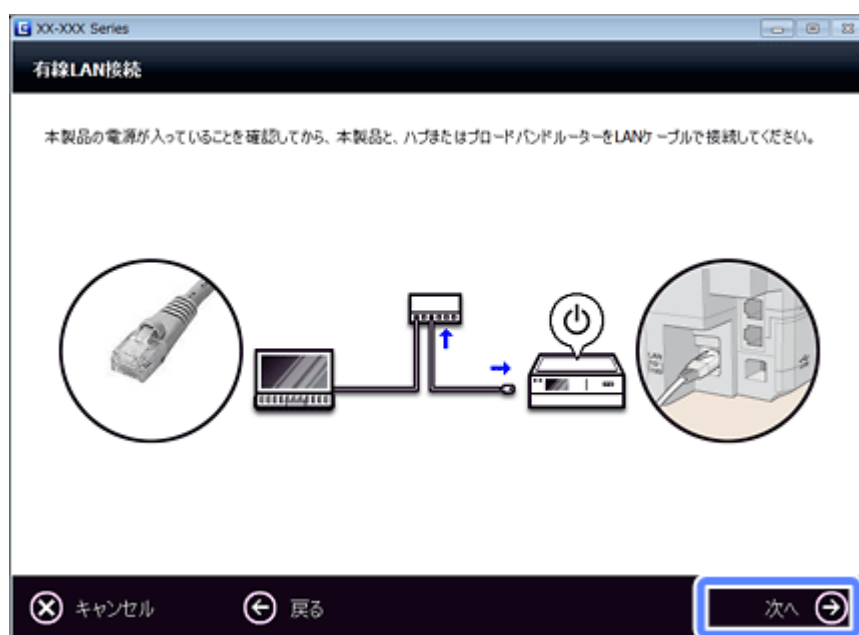 XX-XXX Series
有線LAN接続
本製品の電源が入っていることを確認してから、本製品と、ハブまたはブロードバンドルーターをLANケーブルで接続してください。
キャンセル
戻る
次へ